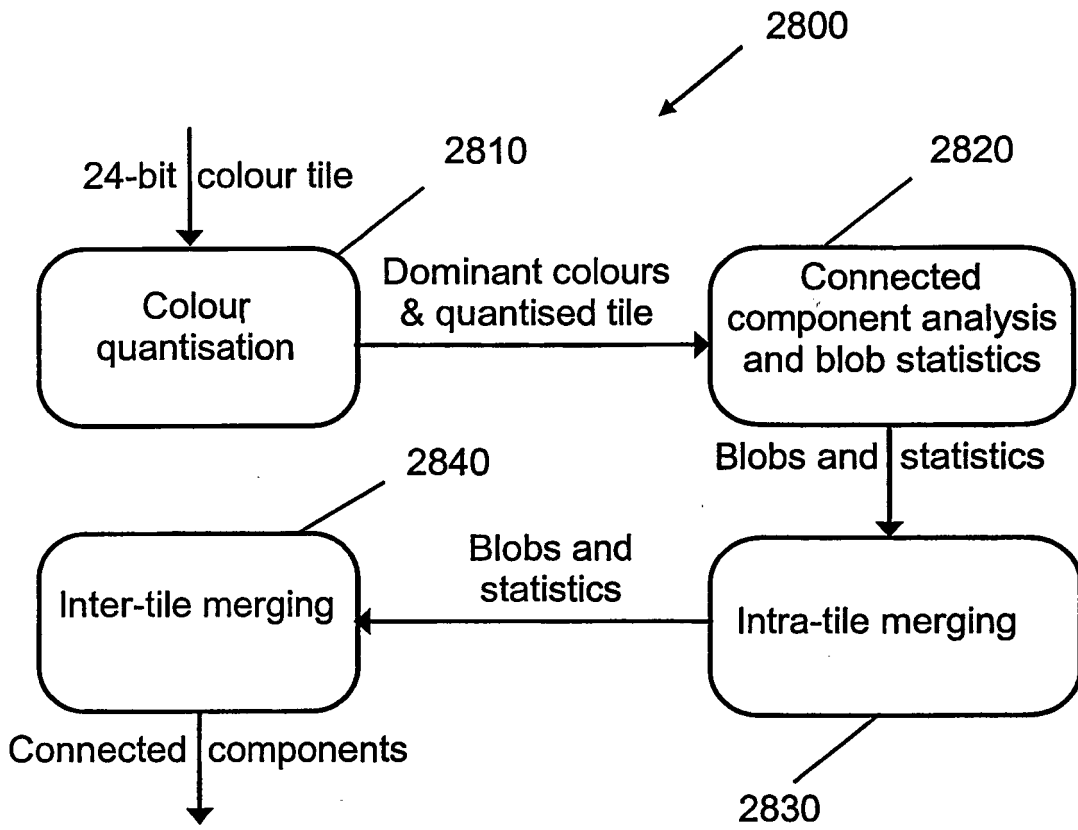 2800
2810
2820
24-bit colour tile
Colour
quantisation
Dominant colours
& quantised tile
Connected
component analysis
and blob statistics
Blobs and statistics
2840
Inter-tile merging
Blobs and
statistics
Intra-tile merging
Connected components
2830